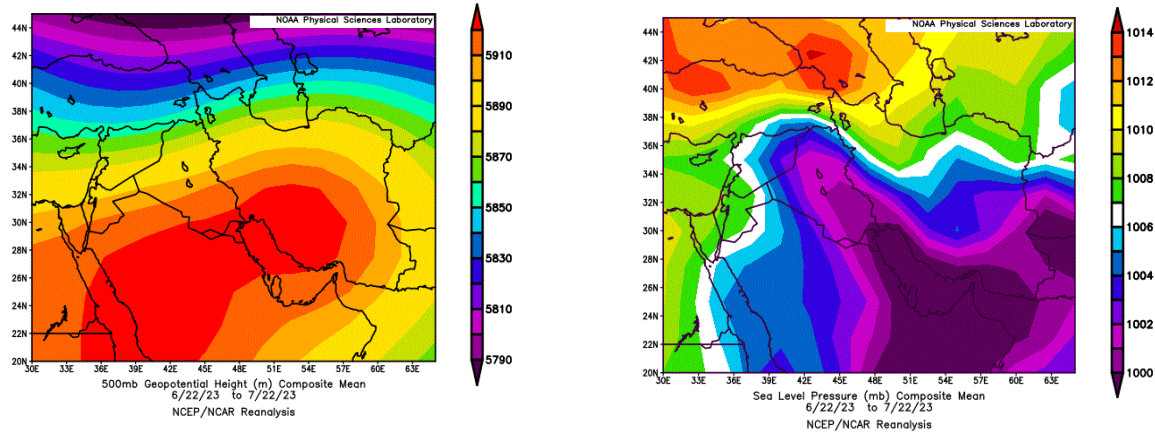 NOAA Physical Sciences Laboratory
44N
42N
40N
38N
36N
34N
32N
30N
28N
26N
24N
22N
20N
30E 33E 36E 39E 42E 45E 48E 51E 54E 57E 60E 63E
5910
5890
5870
5850
5830
5810
5790
500mb Geopotential Height (m) Composite Mean
6/22/23 to 7/22/23
NCEP/NCAR Reanalysis
NOAA Physical Sciences Laboratory
44N
42N
40N
38N
36N
34N
32N
30N
28N
26N
24N
22N
20N
30E 33E 36E 39E 42E 45E 48E 51E 54E 57E 60E 63E
1014
1012
1010
1008
1006
1004
1002
1000
Sea Level Pressure (mb) Composite Mean
6/22/23 to 7/22/23
NCEP/NCAR Reanalysis